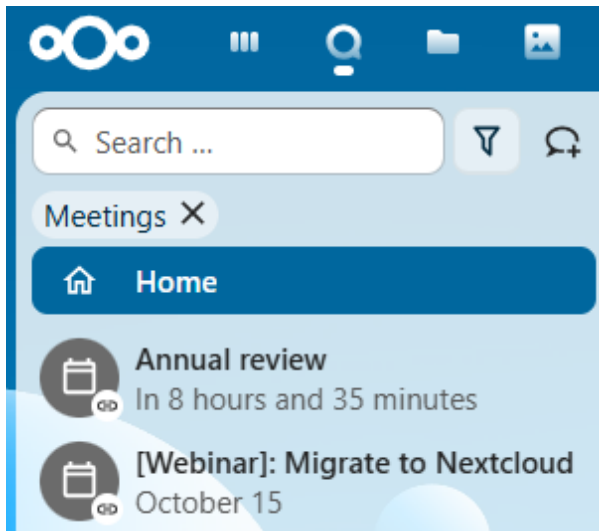 Search ...
Meetings
Home
Annual review
In 8 hours and 35 minutes
[Webinar]: Migrate to Nextcloud
October 15